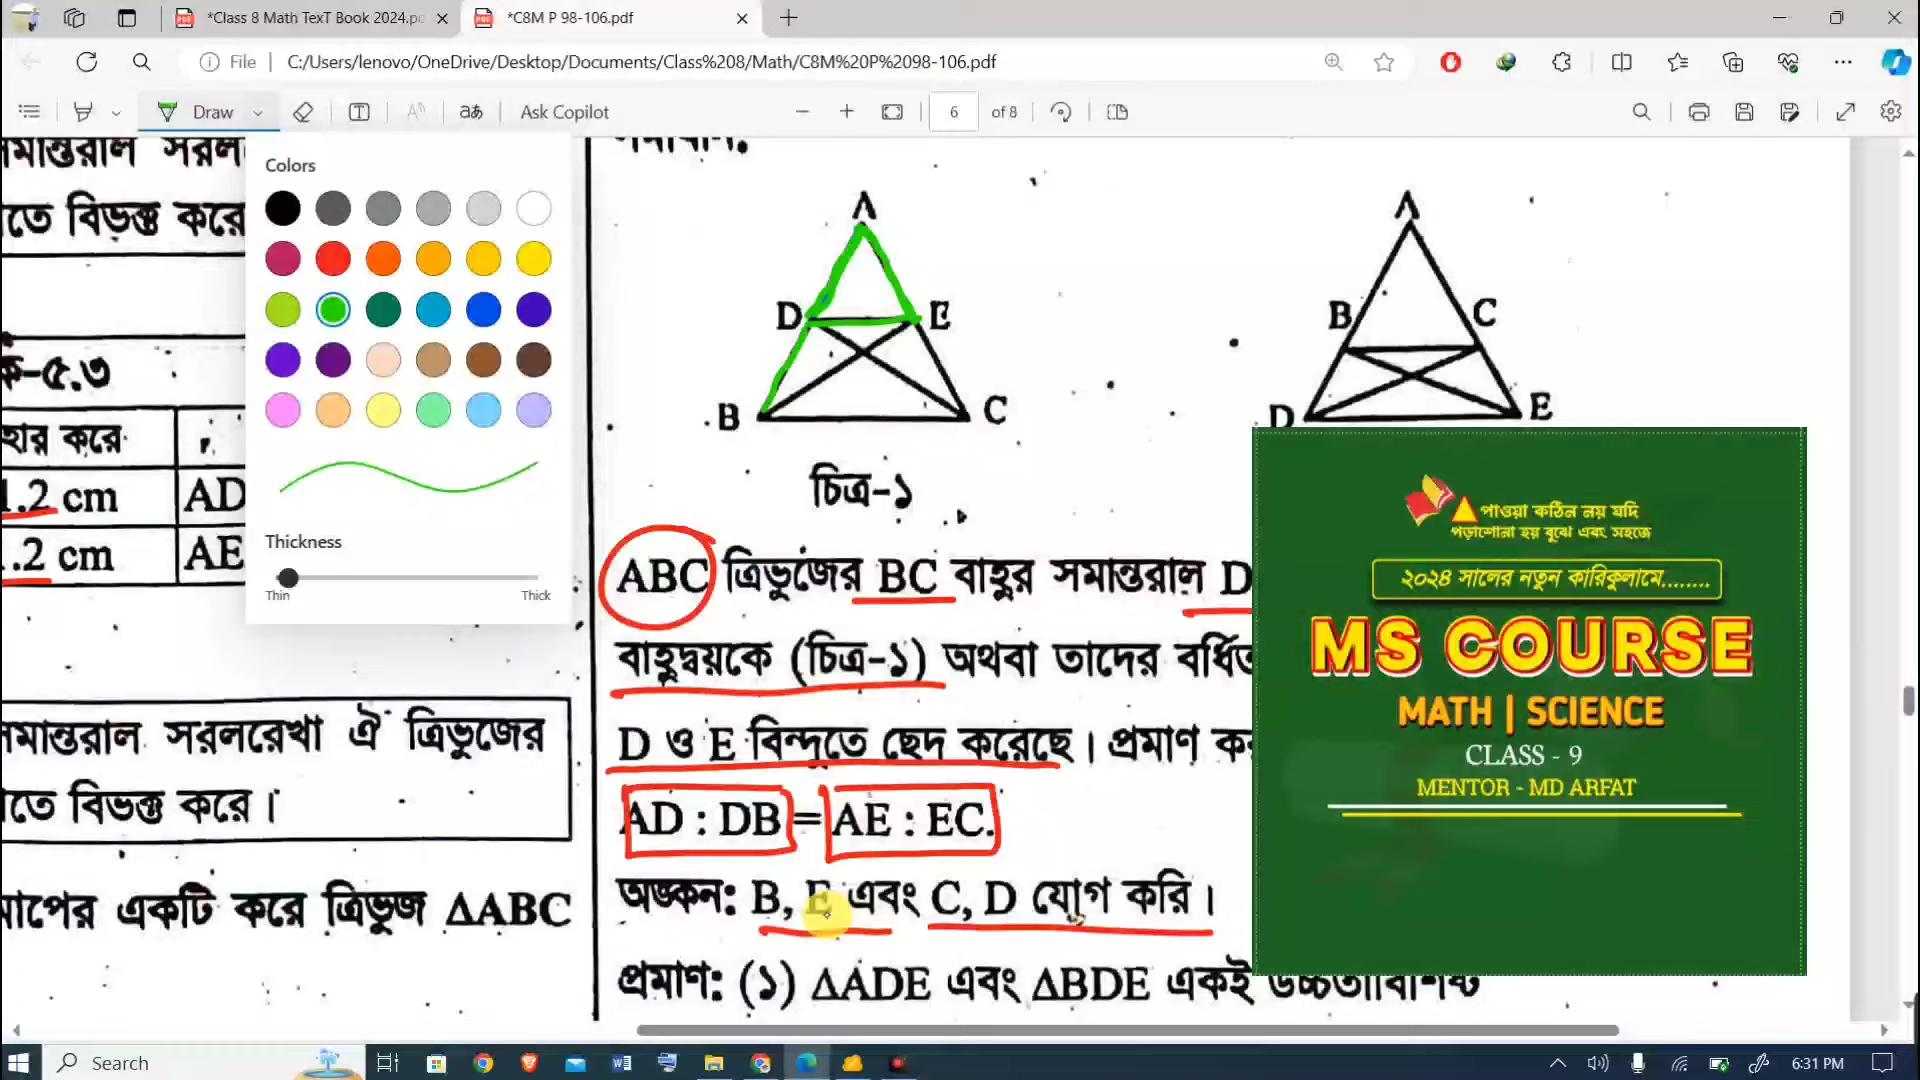 *Class 8 Math TexT Book 2024.p
*C8M P 98-106.pdf
File
C:/Users/lenovo/OneDrive/Desktop/Documents/Class%208/Math/C8M%20P%2098-106.pdf
Draw
Ask Copilot
6 of 8
Colors
Thickness
Thin
Thick
সমান্তরাল সরল
বিভক্ত করে
৫.৩
করে
1.2 cm
AD
1.2 cm
AE
সমান্তরাল সরলরেখা ঐ ত্রিভুজের
বিভক্ত করে।
একটি করে ত্রিভুজ ΔABC
A
D
E
B
C
চিত্র-১
A
B
C
D
E
ABC ত্রিভুজের BC বাহুর সমান্তরাল D
বাহুদ্বয়কে (চিত্র-১) অথবা তাদের বর্ধিত
D ও E বিন্দুতে ছেদ করেছে। প্রমাণ
AD : DB = AE : EC.
অঙ্কন: B, E এবং C, D যোগ করি।
প্রমাণ: (১) ΔADE এবং ΔBDE একই উচ্চতাবিশিষ্ট
পাওয়া কঠিন নয় যদি
পড়াশোনা হয় বুঝে এবং সহজে
২০২৪ সালের নতুন কারিকুলামে........
MS COURSE
MATH | SCIENCE
CLASS - 9
MENTOR - MD ARFAT
Search
6:31 PM